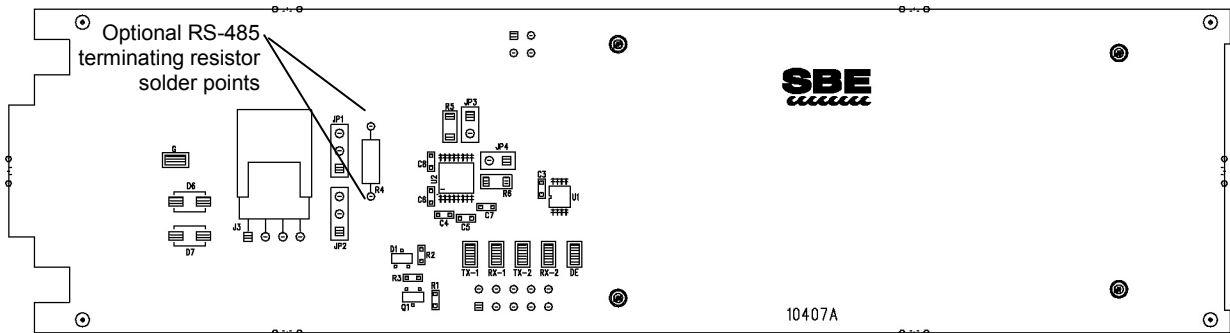 Optional RS-485
terminating resistor
solder points
SBE
JP1
R5
JP3
G
C8
U2
JP4
R4
C3
D6
C6
R6
U1
C7
J3
C4
C5
D7
JP2
D1
R2
R3
TX-1 RX-1 TX-2 RX-2 DE
R1
Q1
10407A